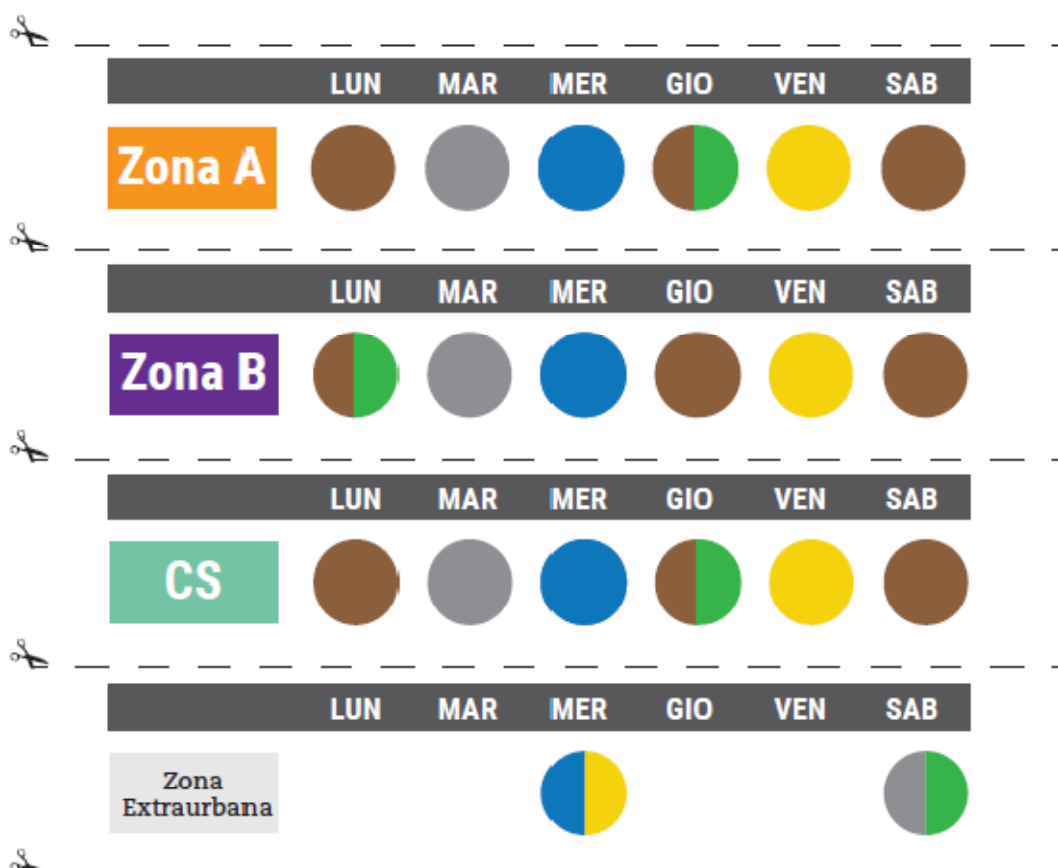 LUN MAR MER GIO VEN SAB
Zona A
LUN MAR MER GIO VEN SAB
Zona B
LUN MAR MER GIO VEN SAB
CS
LUN MAR MER GIO VEN SAB
Zona
Extraurbana